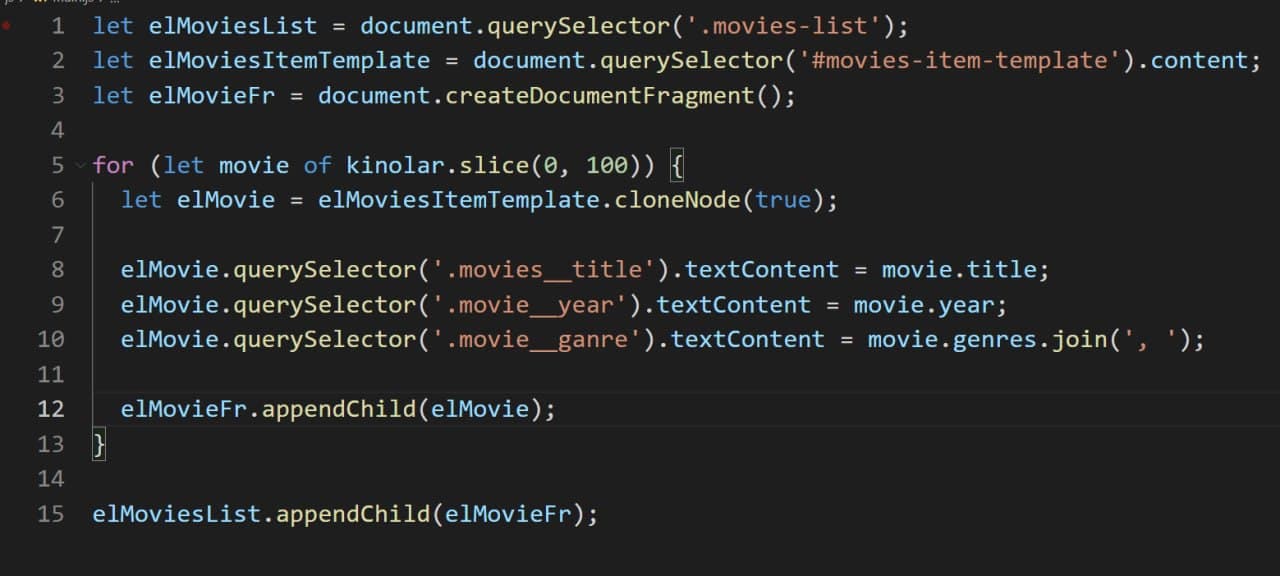 1 let elMoviesList = document.querySelector('.movies-list');
2 let elMoviesItemTemplate = document.querySelector('#movies-item-template').content;
3 let elMovieFr = document.createDocumentFragment();
4
5 for (let movie of kinolar.slice(0, 100)) {
6 let elMovie = elMoviesItemTemplate.cloneNode(true);
7
8 elMovie.querySelector('.movies__title').textContent = movie.title;
9 elMovie.querySelector('.movie__year').textContent = movie.year;
10 elMovie.querySelector('.movie__ganre').textContent = movie.genres.join(', ');
11
12 elMovieFr.appendChild(elMovie);
13 }
14
15 elMoviesList.appendChild(elMovieFr);